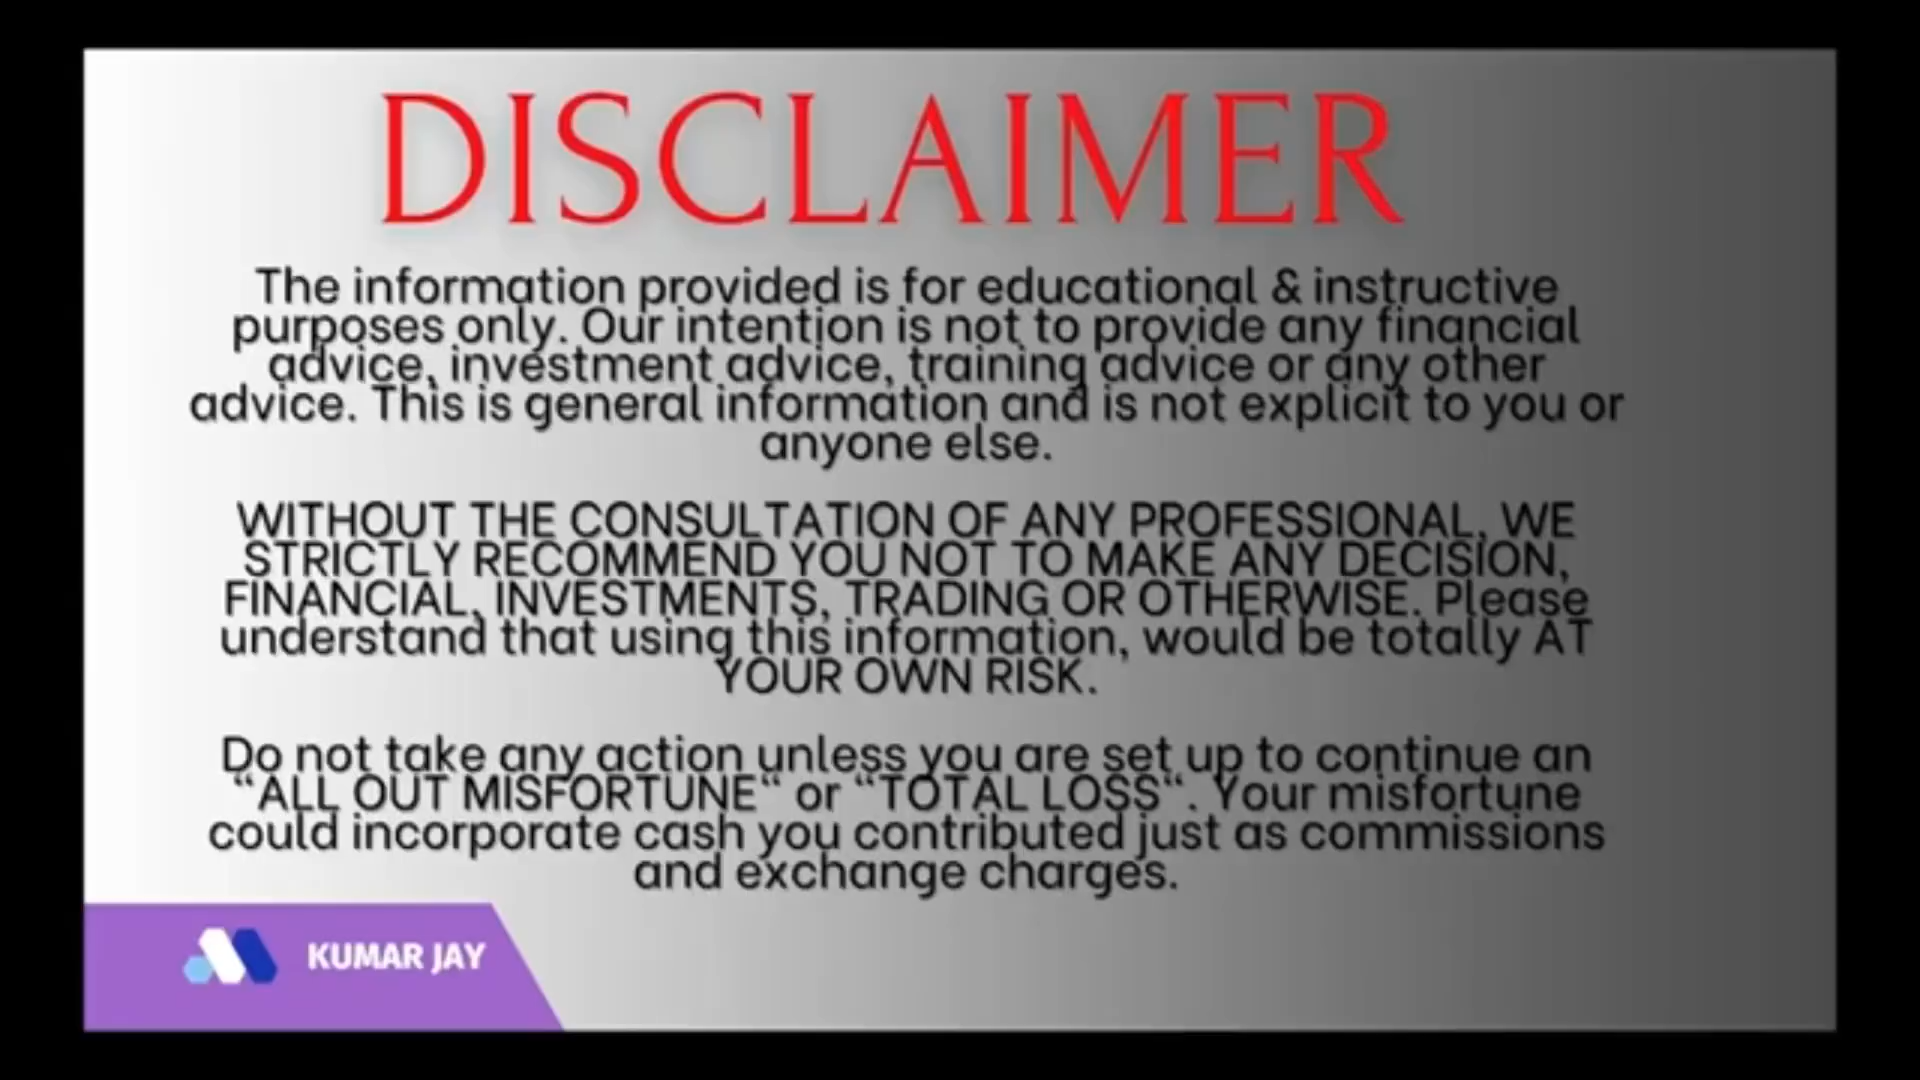 DISCLAIMER
The information provided is for educational & instructive
purposes only. Our intention is not to provide any financial
advice, investment advice, training advice or any other
advice. This is general information and is not explicit to you or
anyone else.
WITHOUT THE CONSULTATION OF ANY PROFESSIONAL, WE
STRICTLY RECOMMEND YOU NOT TO MAKE ANY DECISION,
FINANCIAL, INVESTMENTS, TRADING OR OTHERWISE. Please
understand that using this information, would be totally AT
YOUR OWN RISK.
Do not take any action unless you are set up to continue an
“ALL OUT MISFORTUNE“ or “TOTAL LOSS“. Your misfortune
could incorporate cash you contributed just as commissions
and exchange charges.
KUMAR JAY